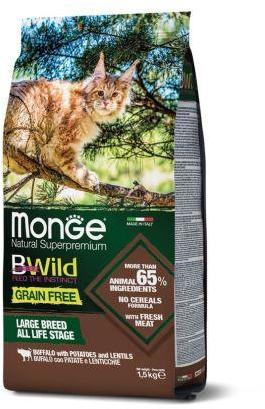 MADE IN ITALY
MONGE
Natural Superpremium
BWild
FEED THE INSTINCT
GRAIN FREE
LARGE BREED
ALL LIFE STAGE
MORE THAN
ANIMAL 65%
INGREDIENTS
NO CEREALS
FORMULA
WITH FRESH
MEAT
BUFFALO with POTATOES and LENTILS
BUFALO CON PATATE e LENTICCHIE
1,5kg e